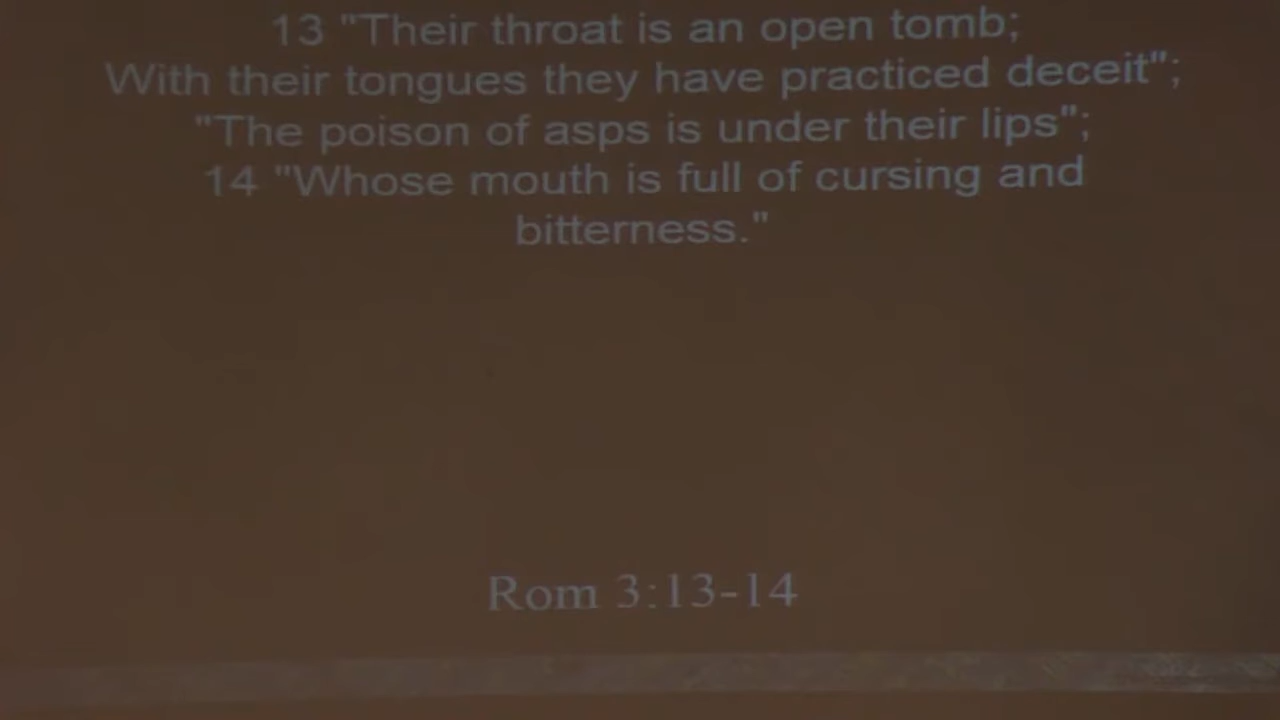 13 "Their throat is an open tomb;
With their tongues they have practiced deceit";
"The poison of asps is under their lips";
14 "Whose mouth is full of cursing and
bitterness."
Rom 3:13-14